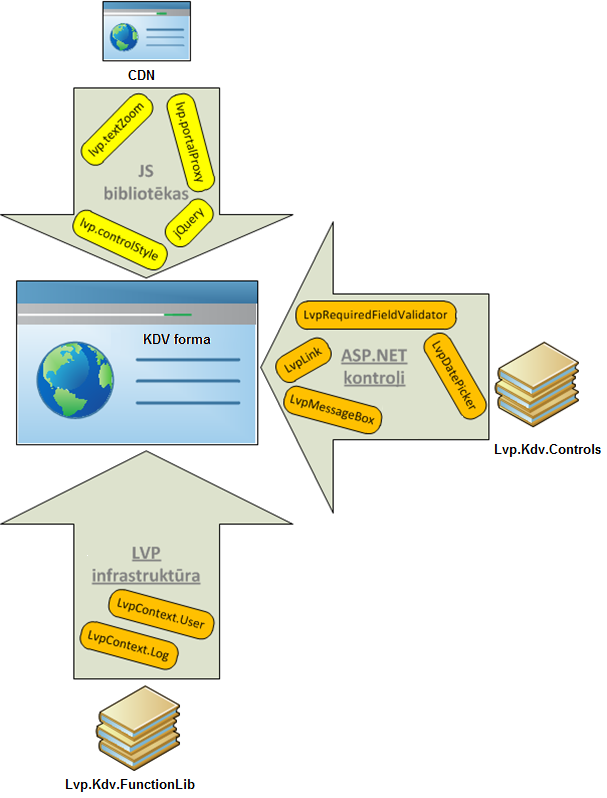 CDN
lvp.textZoom
lvp.portalProxy
JS
bibliotēkas
jQuery
lvp.controlStyle
KDV forma
LvpRequiredFieldValidator
LvpLink
ASP.NET
kontroli
LvpDatePicker
LvpMessageBox
Lvp.Kdv.Controls
LVP
infrastruktūra
LvpContext.User
LvpContext.Log
Lvp.Kdv.FunctionLib